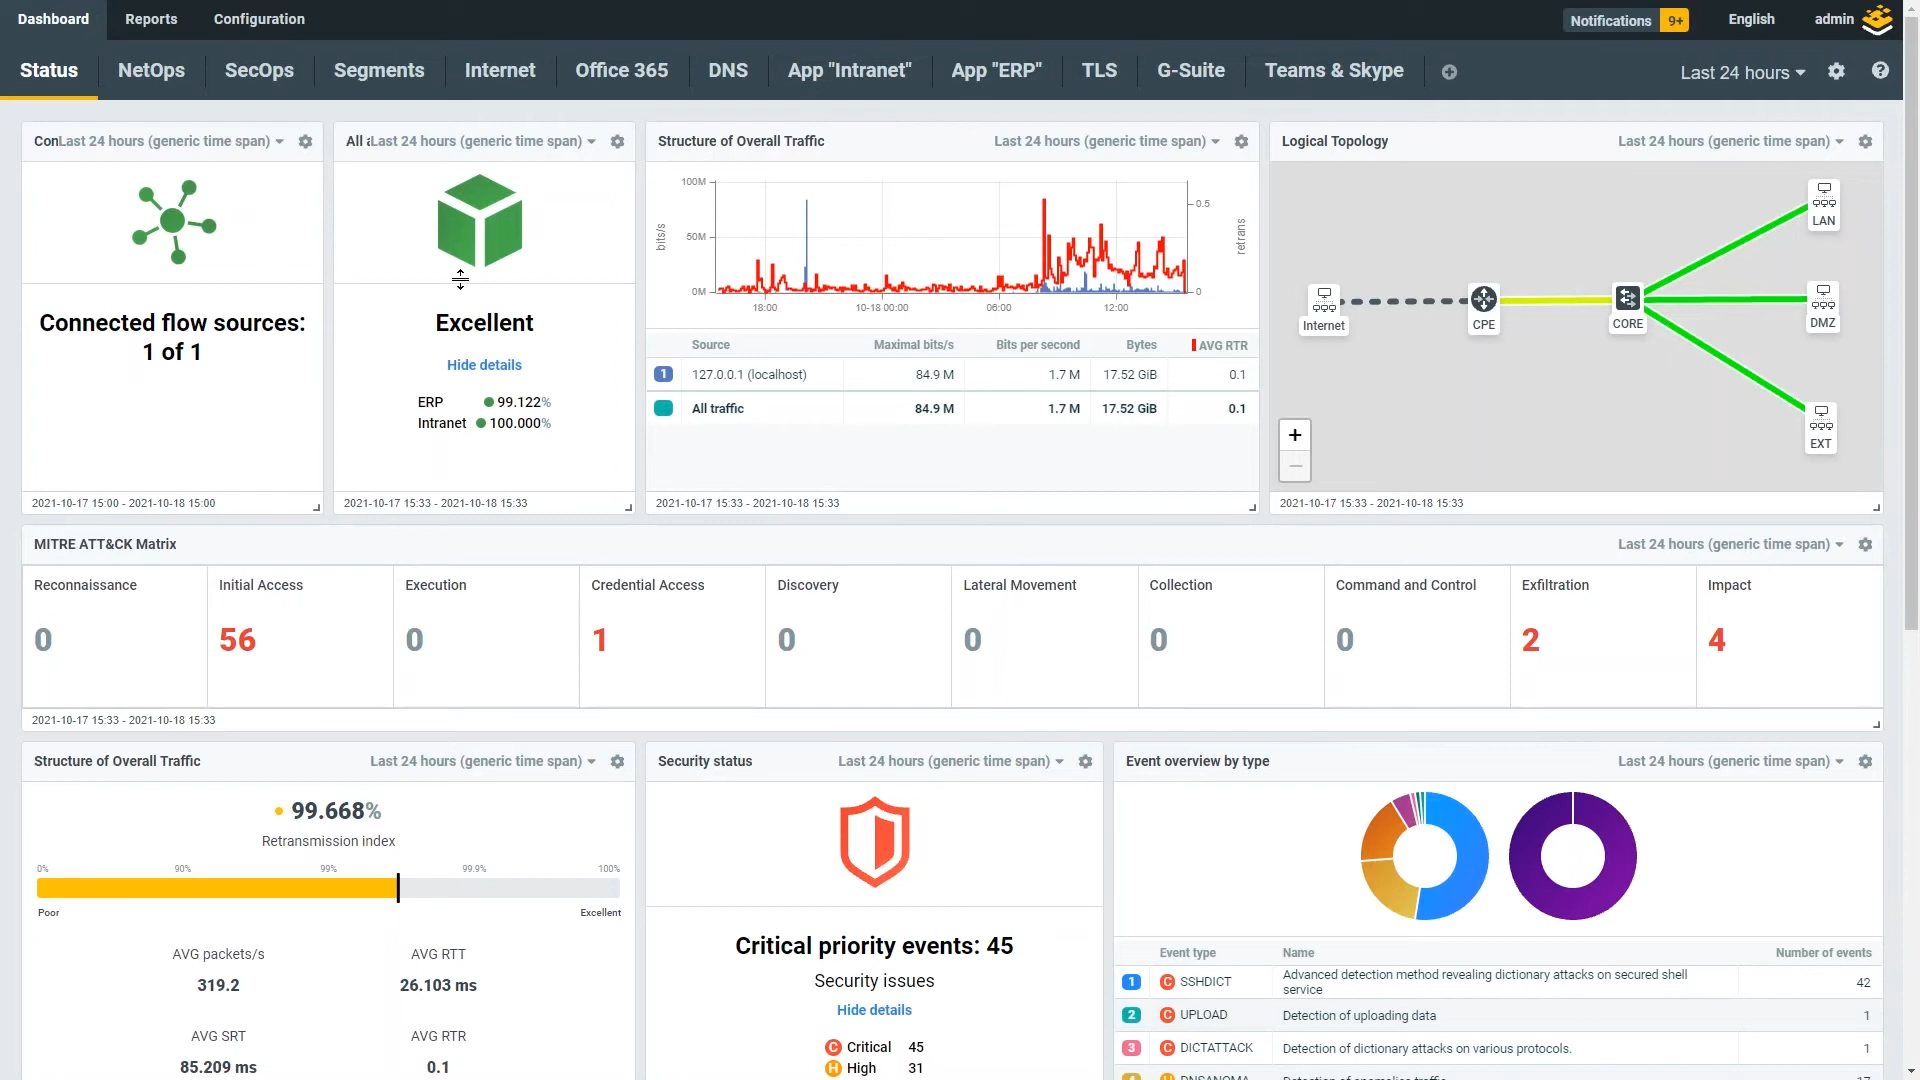 Dashboard
Reports
Configuration
Notifications 9+
English
admin
Status
NetOps
SecOps
Segments
Internet
Office 365
DNS
App "Intranet"
App "ERP"
TLS
G-Suite
Teams & Skype
Last 24 hours
Con Last 24 hours (generic time span)
Connected flow sources:
1 of 1
2021-10-17 15:00 - 2021-10-18 15:00
All Last 24 hours (generic time span)
Excellent
Hide details
ERP 99.122%
Intranet 100.000%
2021-10-17 15:33 - 2021-10-18 15:33
Structure of Overall Traffic
Last 24 hours (generic time span)
100M
50M
0M
bits/s
0.5
0
retrans
18:00
10-18 00:00
06:00
12:00
Source Maximal bits/s Bits per second Bytes AVG RTR
1 127.0.0.1 (localhost) 84.9 M 1.7 M 17.52 GiB 0.1
All traffic 84.9 M 1.7 M 17.52 GiB 0.1
2021-10-17 15:33 - 2021-10-18 15:33
Logical Topology
Last 24 hours (generic time span)
LAN
Internet
CPE
CORE
DMZ
EXT
+
−
2021-10-17 15:33 - 2021-10-18 15:33
MITRE ATT&CK Matrix
Last 24 hours (generic time span)
Reconnaissance
0
Initial Access
56
Execution
0
Credential Access
1
Discovery
0
Lateral Movement
0
Collection
0
Command and Control
0
Exfiltration
2
Impact
4
2021-10-17 15:33 - 2021-10-18 15:33
Structure of Overall Traffic
Last 24 hours (generic time span)
99.668%
Retransmission index
0% 90% 99% 99.9% 100%
Poor Excellent
AVG packets/s
319.2
AVG RTT
26.103 ms
AVG SRT
85.209 ms
AVG RTR
0.1
Security status
Last 24 hours (generic time span)
Critical priority events: 45
Security issues
Hide details
C Critical 45
H High 31
Event overview by type
Last 24 hours (generic time span)
Event type Name Number of events
1 C SSHDICT Advanced detection method revealing dictionary attacks on secured shell
service 42
2 C UPLOAD Detection of uploading data 1
3 C DICTATTACK Detection of dictionary attacks on various protocols. 1